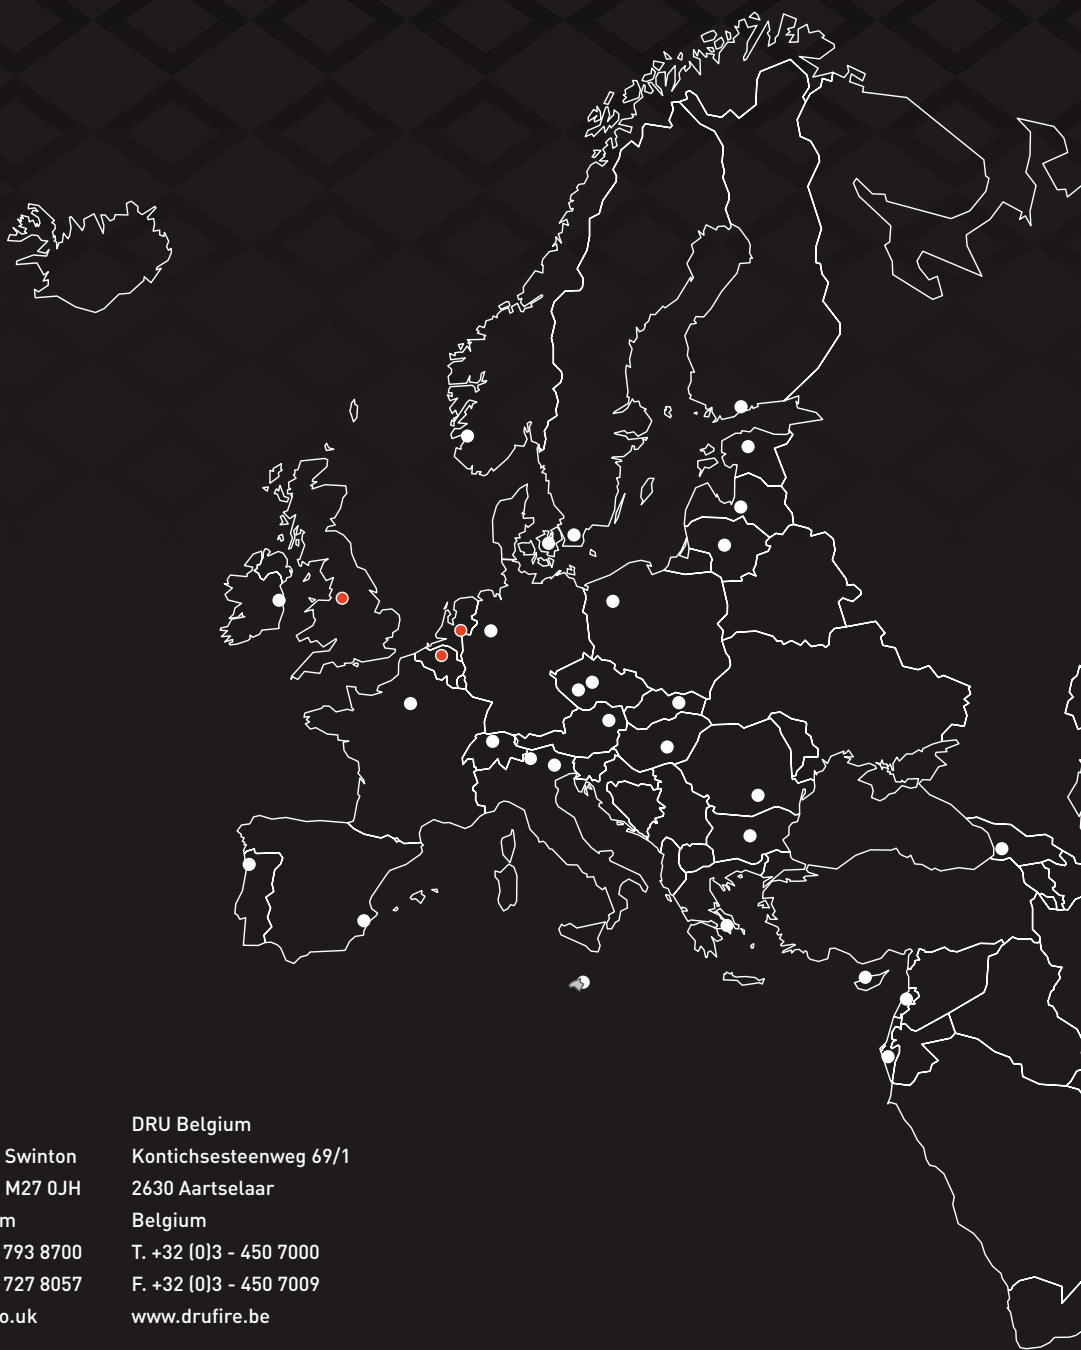 Swinton
M27 0JH
m
793 8700
727 8057
o.uk
DRU Belgium
Kontichsesteenweg 69/1
2630 Aartselaar
Belgium
T. +32 (0)3 - 450 7000
F. +32 (0)3 - 450 7009
www.drufire.be